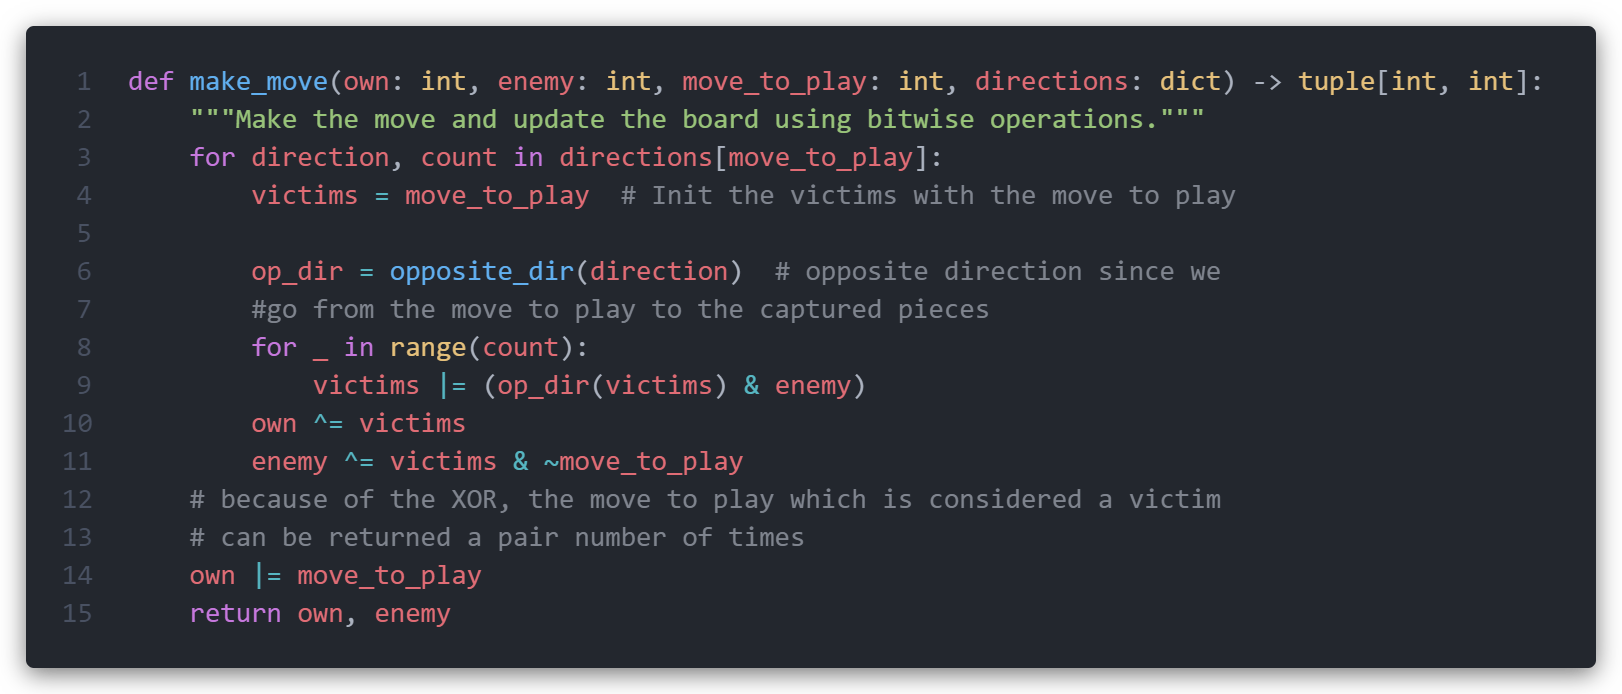 1 def make_move(own: int, enemy: int, move_to_play: int, directions: dict) -> tuple[int, int]:
2     """Make the move and update the board using bitwise operations."""
3     for direction, count in directions[move_to_play]:
4         victims = move_to_play  # Init the victims with the move to play
5
6         op_dir = opposite_dir(direction)  # opposite direction since we
7         #go from the move to play to the captured pieces
8         for _ in range(count):
9             victims |= (op_dir(victims) & enemy)
10         own ^= victims
11         enemy ^= victims & ~move_to_play
12     # because of the XOR, the move to play which is considered a victim
13     # can be returned a pair number of times
14     own |= move_to_play
15     return own, enemy